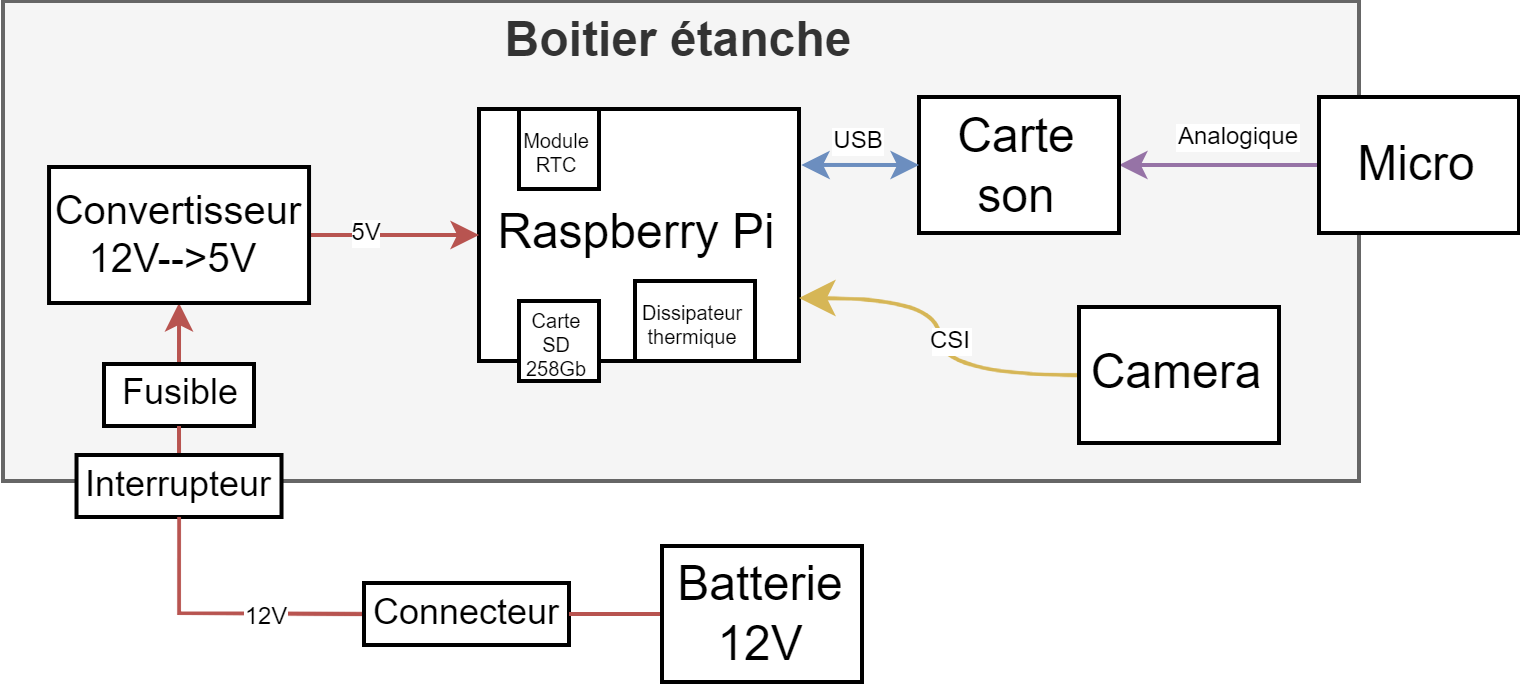 Boitier étanche
Module
RTC
USB
Carte
son
Analogique
Micro
Convertisseur
12V-->5V
5V
Raspberry Pi
Carte
SD
258Gb
Dissipateur
thermique
CSI
Camera
Fusible
Interrupteur
12V
Connecteur
Batterie
12V